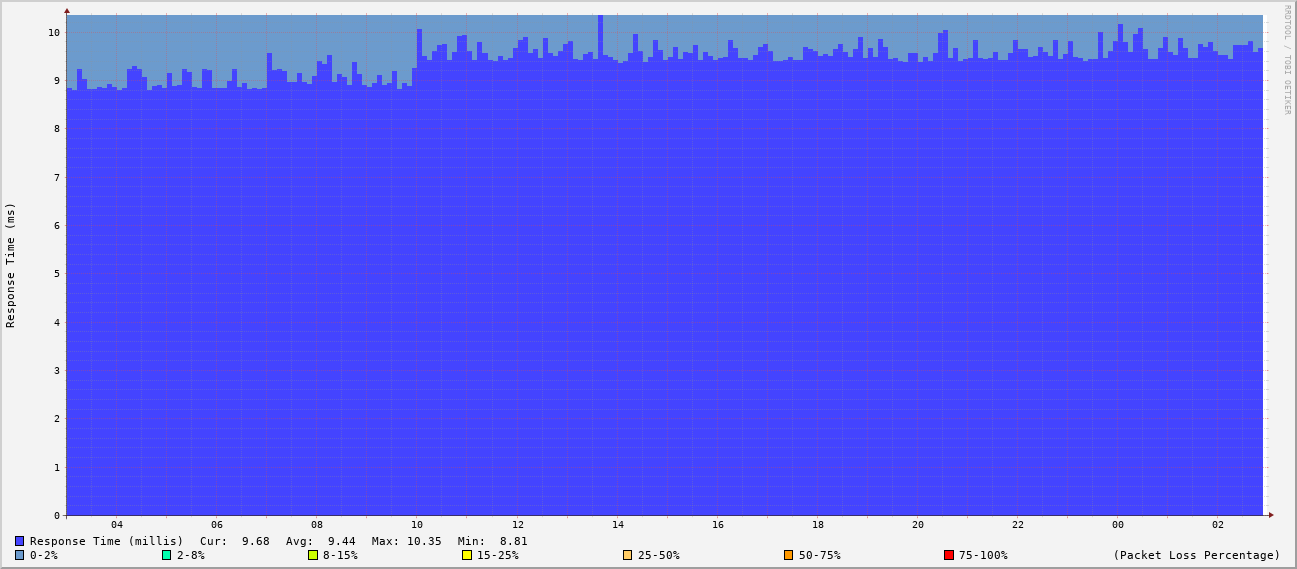 RRDTOOL / TOBI OETIKER
Response Time (ms)
10
9
8
7
6
5
4
3
2
1
0
04 06 08 10 12 14 16 18 20 22 00 02
Response Time (millis) Cur: 9.68 Avg: 9.44 Max: 10.35 Min: 8.81
0-2% 2-8% 8-15% 15-25% 25-50% 50-75% 75-100% (Packet Loss Percentage)